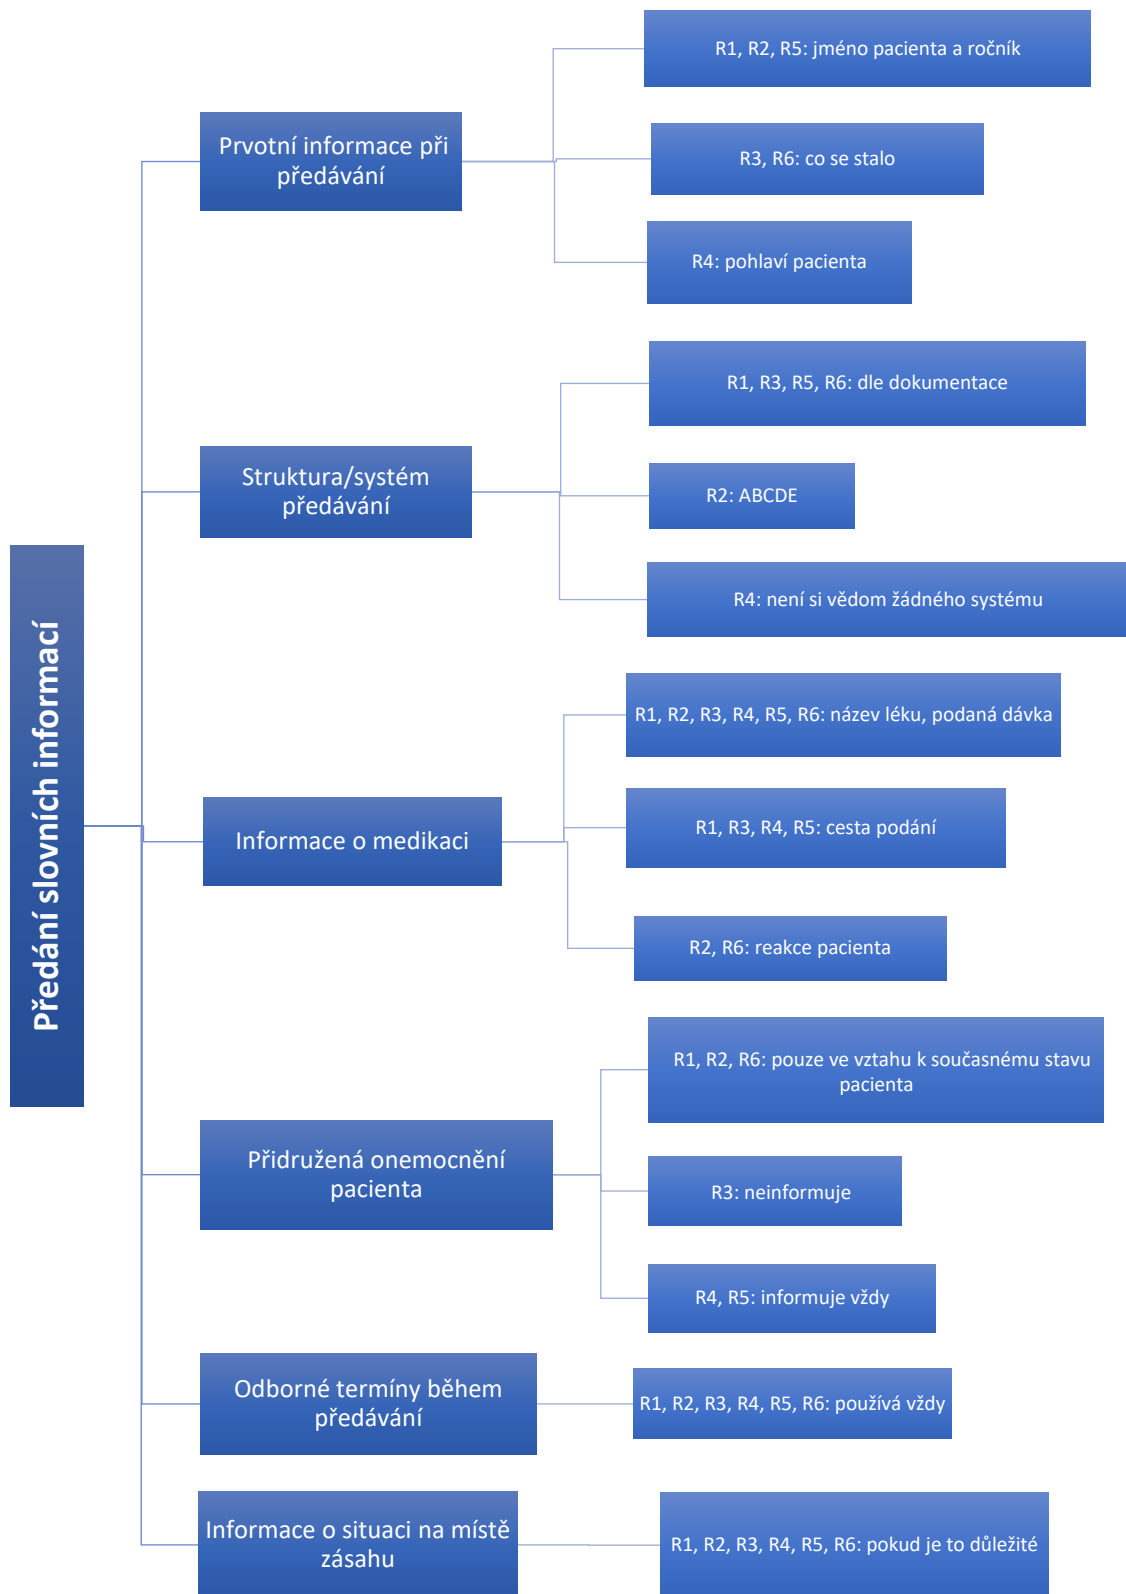 Předání slovních informací
Prvotní informace při
předávání
R1, R2, R5: jméno pacienta a ročník
R3, R6: co se stalo
R4: pohlaví pacienta
Struktura/systém
předávání
R1, R3, R5, R6: dle dokumentace
R2: ABCDE
R4: není si vědom žádného systému
Informace o medikaci
R1, R2, R3, R4, R5, R6: název léku, podaná dávka
R1, R3, R4, R5: cesta podání
R2, R6: reakce pacienta
Přidružená onemocnění
pacienta
R1, R2, R6: pouze ve vztahu k současnému stavu
pacienta
R3: neinformuje
R4, R5: informuje vždy
Odborné termíny během
předávání
R1, R2, R3, R4, R5, R6: používá vždy
Informace o situaci na místě
zásahu
R1, R2, R3, R4, R5, R6: pokud je to důležité